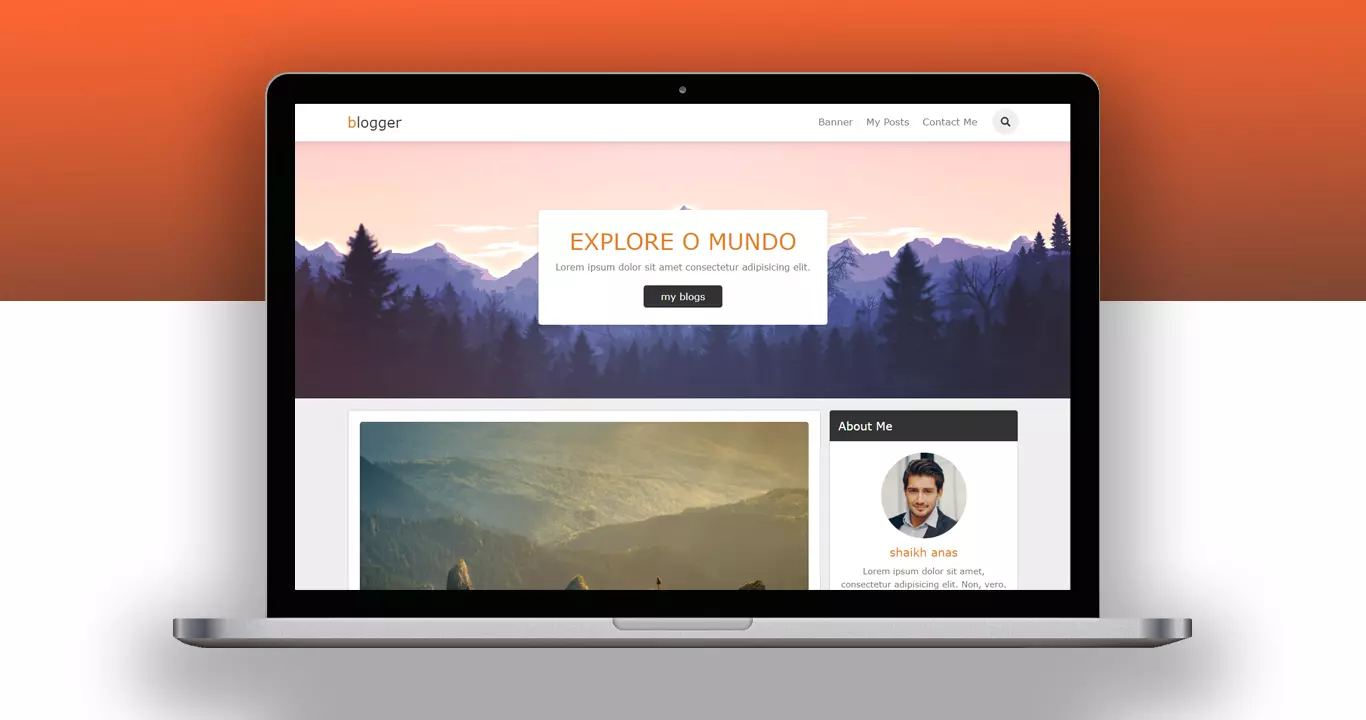 blogger
Banner My Posts Contact Me
EXPLORE O MUNDO
Lorem ipsum dolor sit amet consectetur adipisicing elit.
my blogs
About Me
shaikh anas
Lorem ipsum dolor sit amet,
consectetur adipisicing elit. Non, vero.